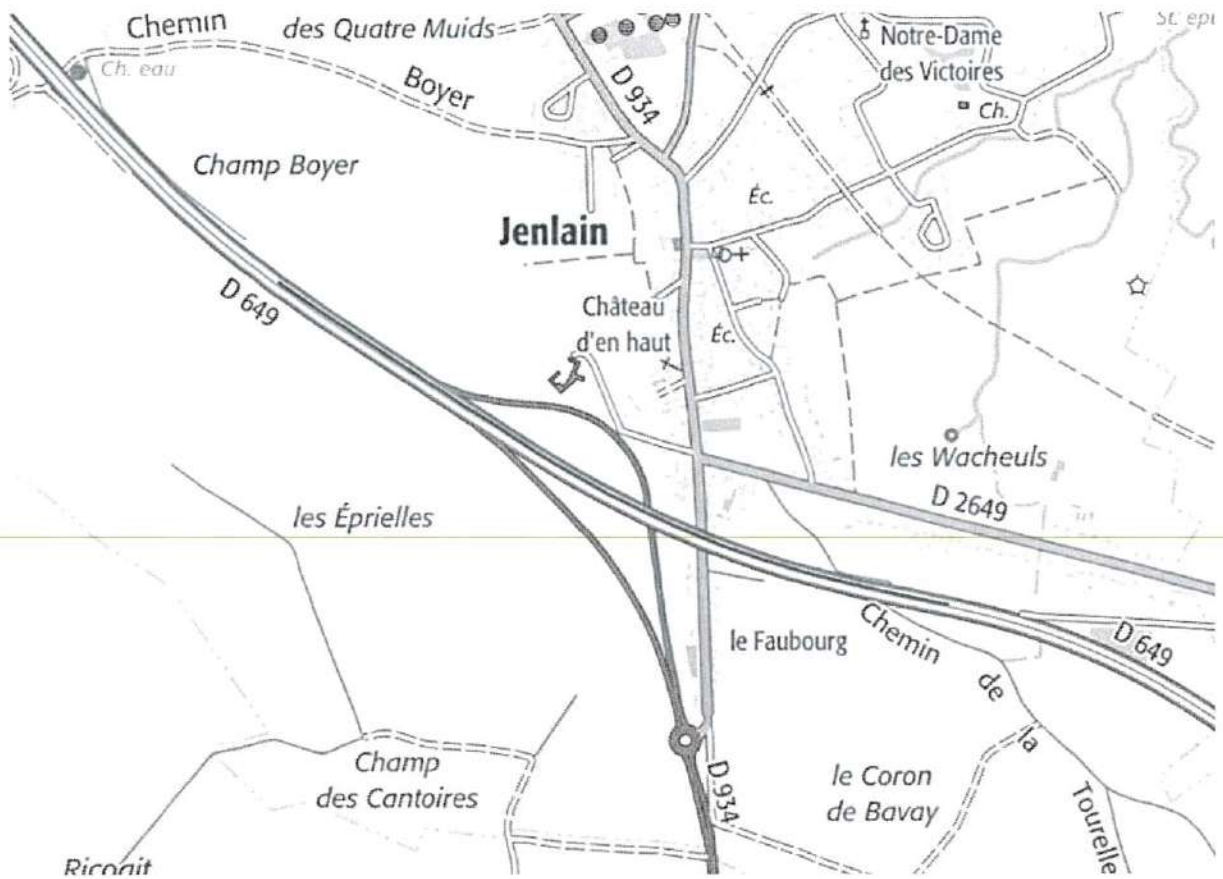 Chemin
des Quatre Muids
Notre-Dame
des Victoires
Ch. eau
Boyer
D 934
Ch.
Champ Boyer
Éc.
Jenlain
D 649
Château
d'en haut
Éc.
les Wacheuls
D 2649
les Éprielles
le Faubourg
Chemin
de
la
Tourelle
D 649
Champ
des Cantoires
D 934
le Coron
de Bavay